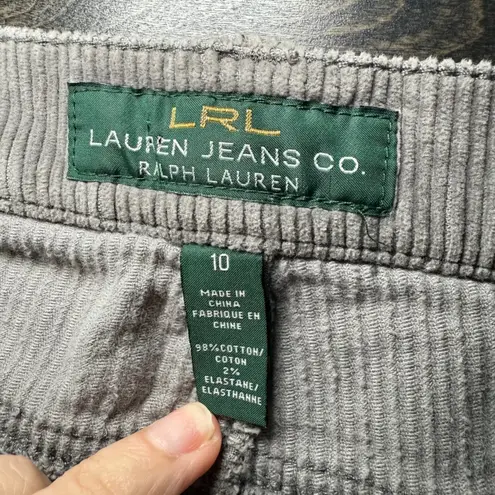 LRL
LAUREN JEANS CO.
RALPH LAUREN
10
MADE IN
CHINA
FABRIQUE EN
CHINE
98% COTTON/
COTON
2%
ELASTANE/
ELASTHANNE